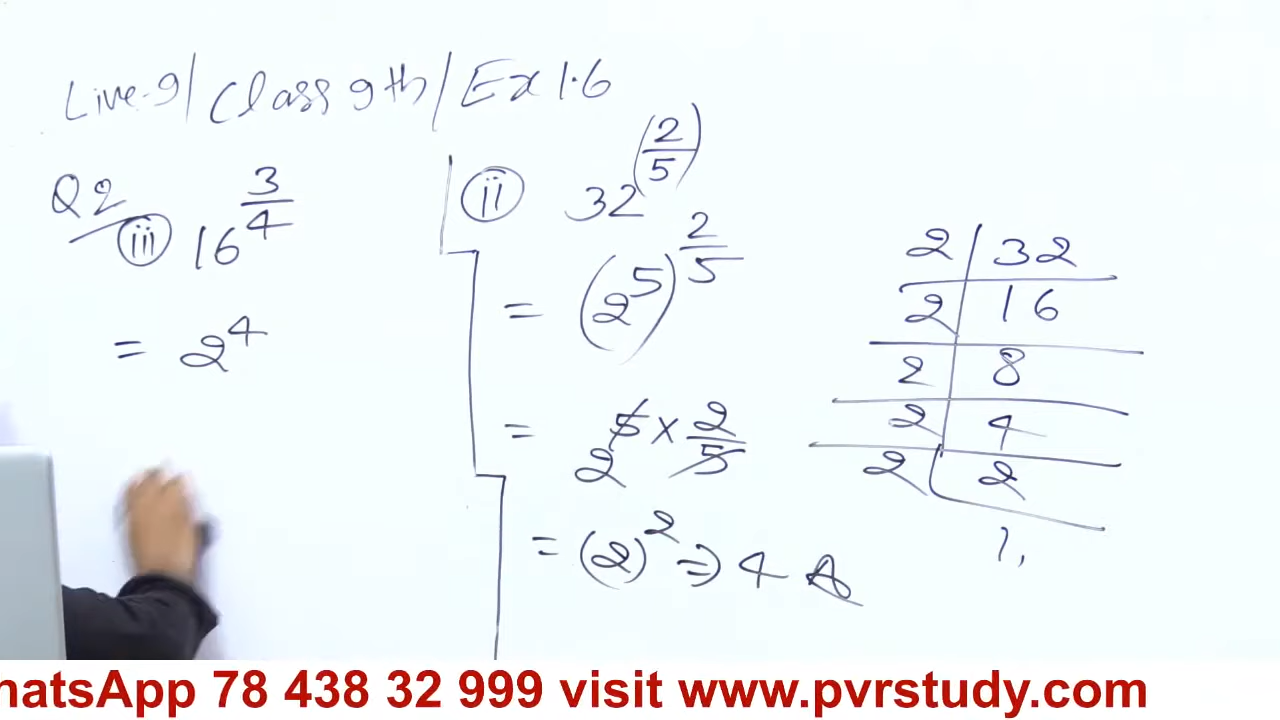 Live-9/Class 9th/Ex 1.6
Q2
(iii) 16^(3/4)
= 2^4
(ii) 32^(2/5)
= (2^5)^(2/5)
= 2^(5 × 2/5)
= (2)^2 ⇒ 4 A
2 | 32
2 | 16
2 | 8
2 | 4
2 | 2
1,
hatsApp 78 438 32 999 visit www.pvrstudy.com